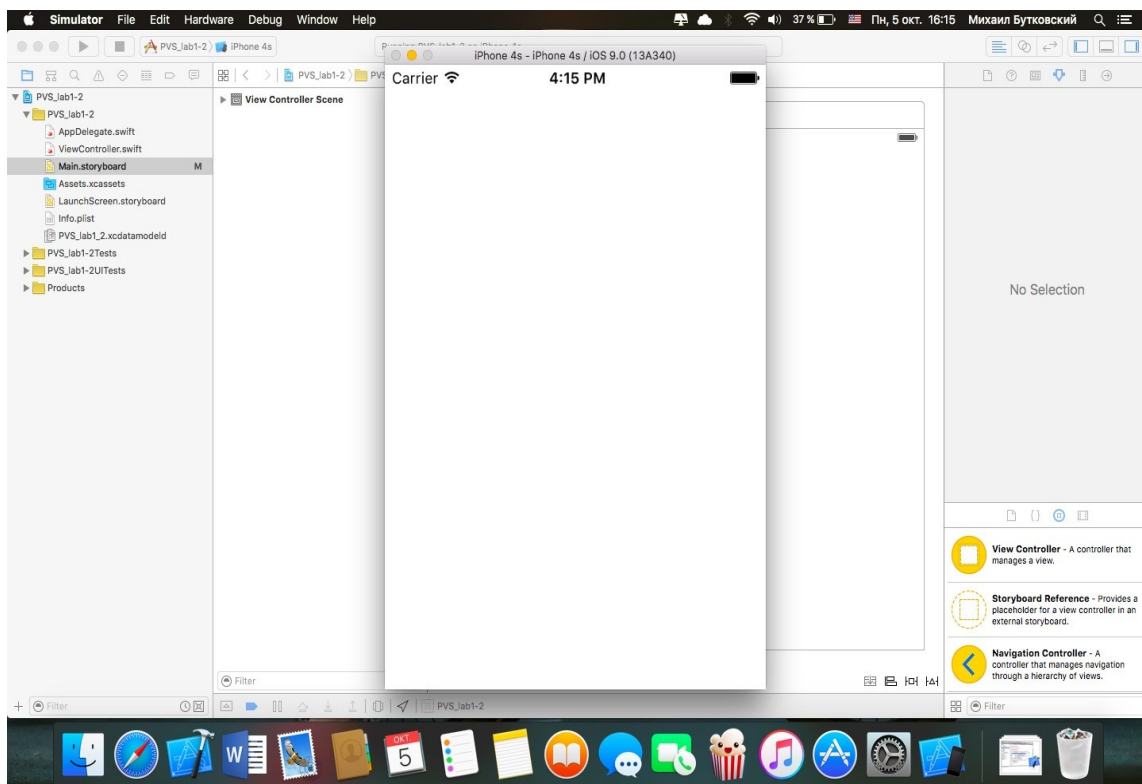 Simulator File Edit Hardware Debug Window Help 37 % Пн, 5 окт. 16:15 Михаил Бутковский
PVS_lab1-2 iPhone 4s
iPhone 4s - iPhone 4s / iOS 9.0 (13A340)
PVS_lab1-2
Carrier 4:15 PM
PVS_lab1-2
View Controller Scene
PVS_lab1-2
AppDelegate.swift
ViewController.swift
Main.storyboard M
Assets.xcassets
LaunchScreen.storyboard
Info.plist
PVS_lab1_2.xcdatamodeld
PVS_lab1-2Tests
PVS_lab1-2UITests
Products
No Selection
View Controller - A controller that
manages a view.
Storyboard Reference - Provides a
placeholder for a view controller in an
external storyboard.
Navigation Controller - A
controller that manages navigation
through a hierarchy of views.
Filter
Filter
PVS_lab1-2
Filter
W
ОКТ.
5